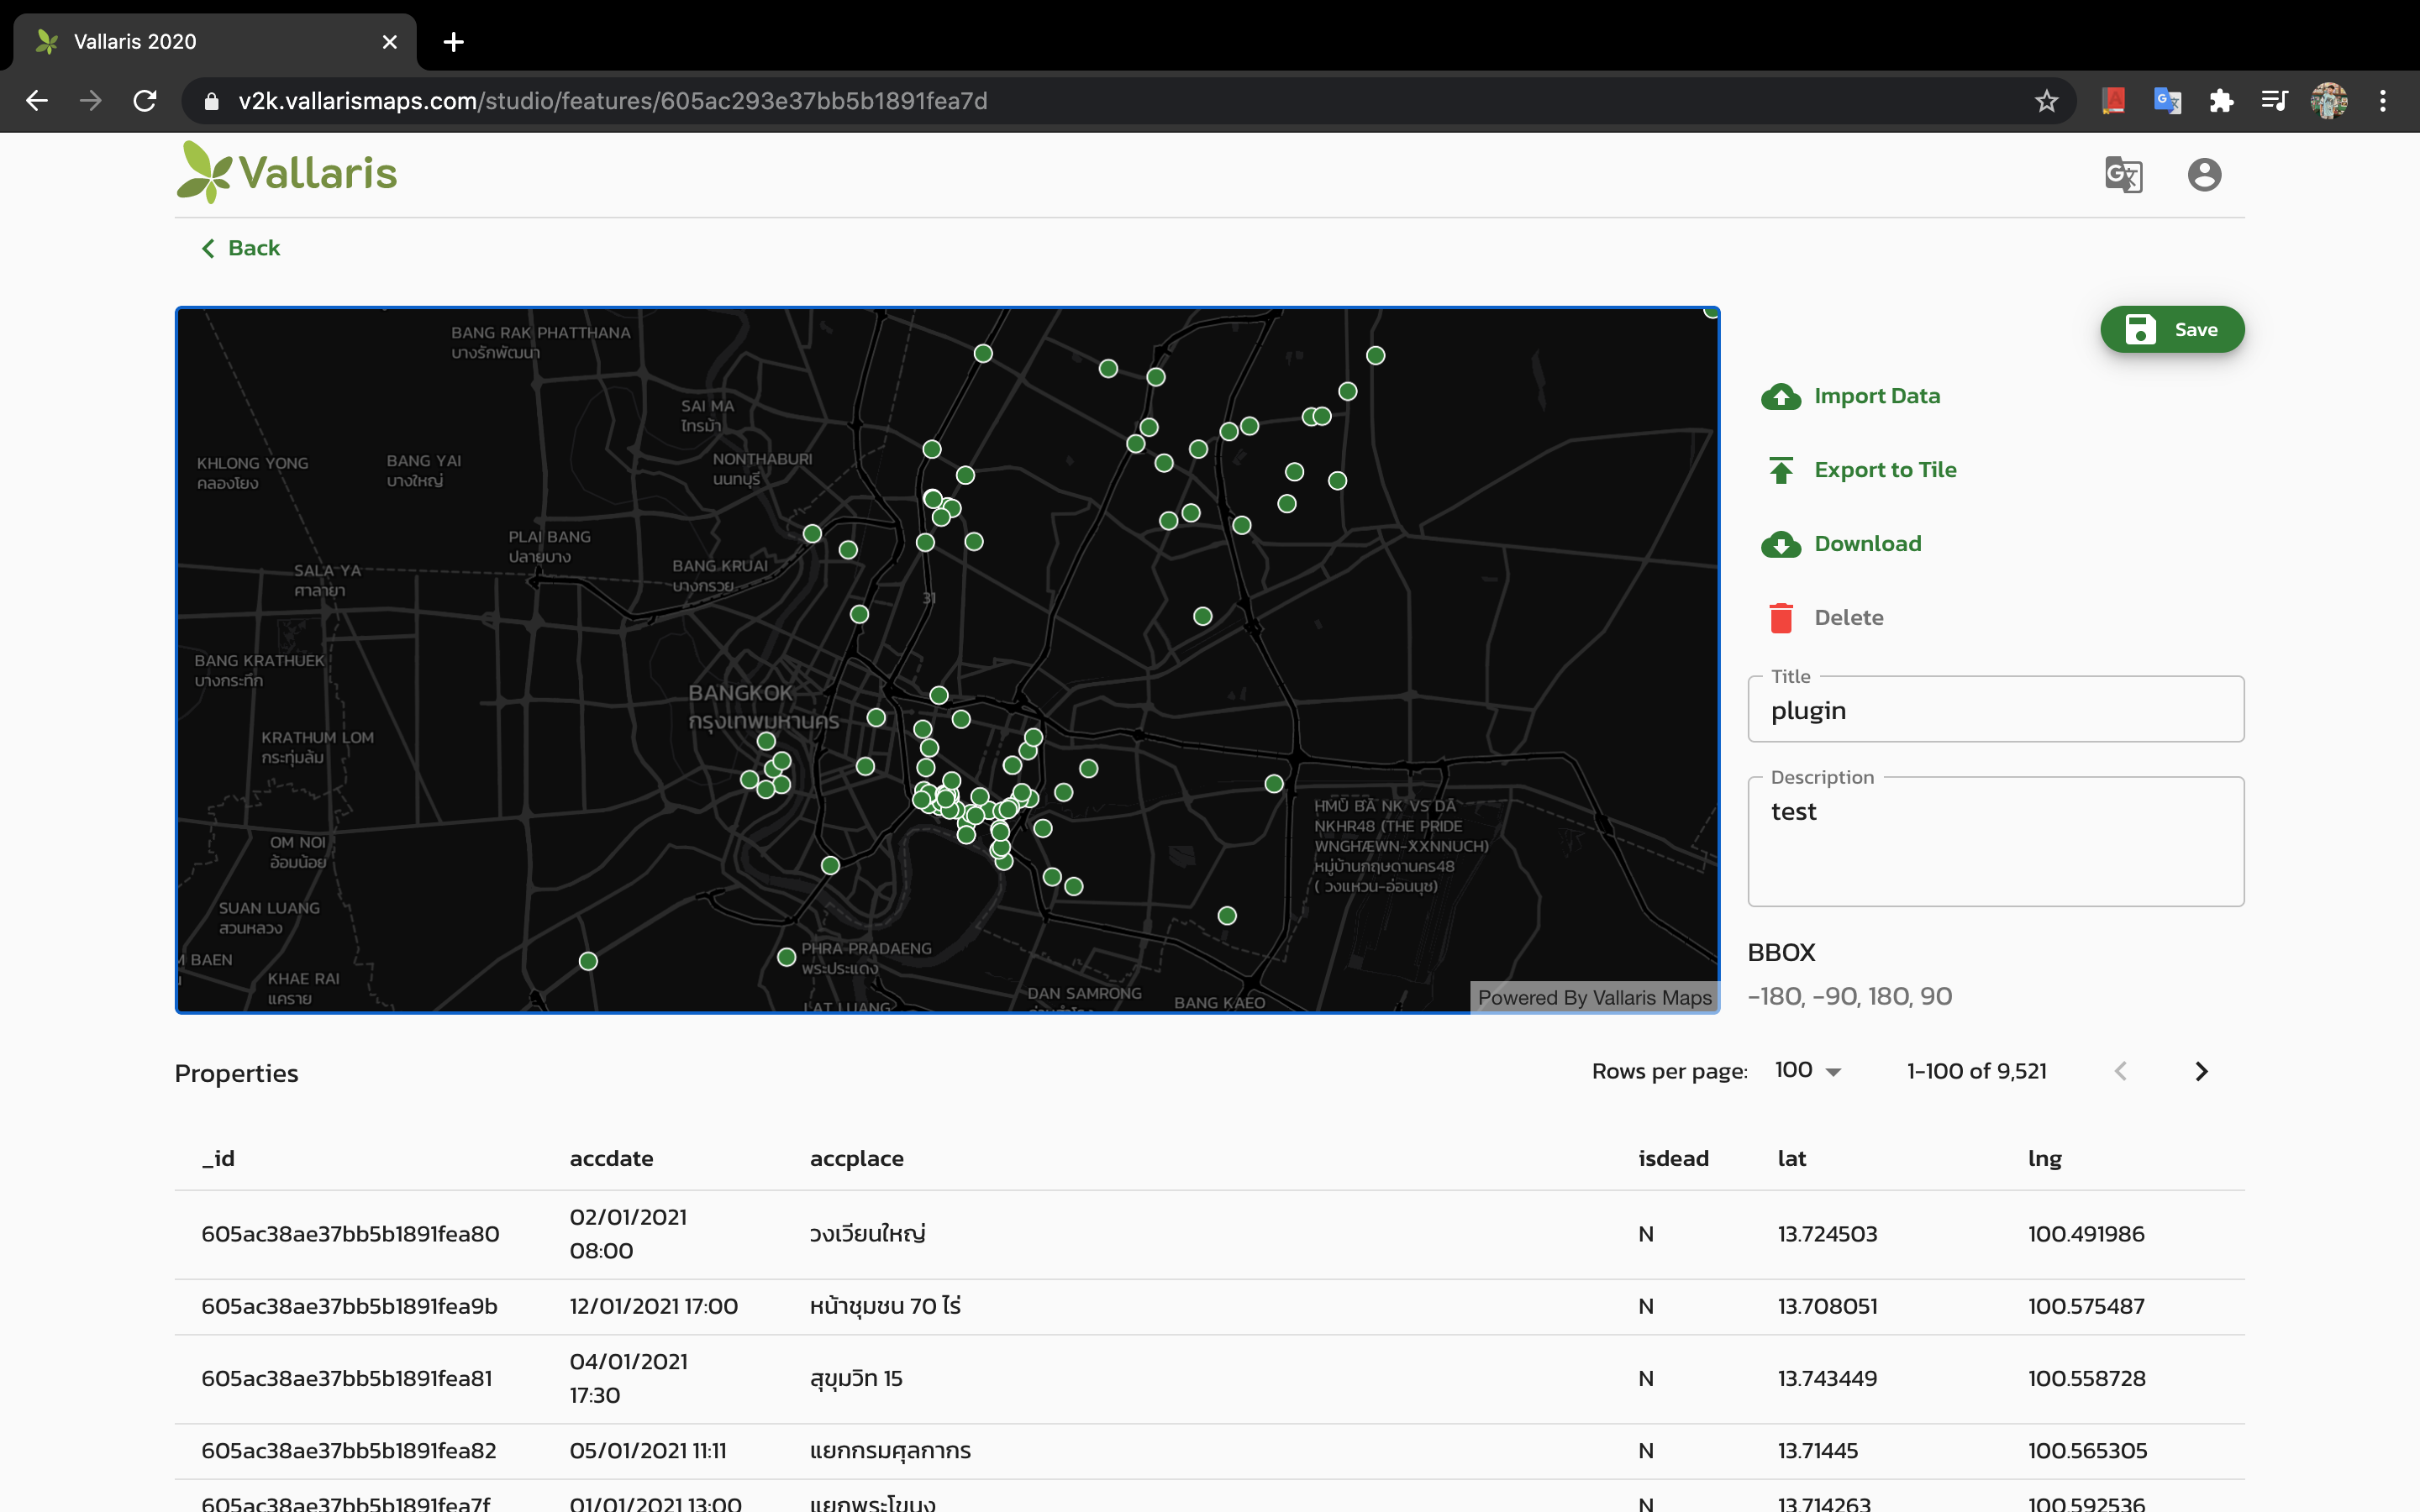 Vallaris 2020
v2k.vallarismaps.com/studio/features/605ac293e37bb5b1891fea7d
Vallaris
Back
BANG RAK PHATTHANA
บางรักพัฒนา
SAI MA
ไทรม้า
KHLONG YONG
คลองโยง
BANG YAI
บางใหญ่
NONTHABURI
นนทบุรี
PLAI BANG
ปลายบาง
SALA YA
ศาลายา
BANG KRUAI
บางกรวย
31
BANG KRATHUEK
บางกระทึก
BANGKOK
กรุงเทพมหานคร
KRATHUM LOM
กระทุ่มล้ม
HMŪ̀ BĀ NK VS DĀ
NKHR48 (THE PRIDE
WNGHÆWN-XXNNUCH)
หมู่บ้านกฤษดานคร48
( วงแหวน-อ่อนนุช)
OM NOI
อ้อมน้อย
SUAN LUANG
สวนหลวง
M BAEN
KHAE RAI
แคราย
PHRA PRADAENG
พระประแดง
LAT LUANG
DAN SAMRONG
BANG KAEO
Powered By Vallaris Maps
Save
Import Data
Export to Tile
Download
Delete
Title
plugin
Description
test
BBOX
-180, -90, 180, 90
Properties
Rows per page: 100 1-100 of 9,521
_id accdate accplace isdead lat lng
605ac38ae37bb5b1891fea80 02/01/2021 08:00 วงเวียนใหญ่ N 13.724503 100.491986
605ac38ae37bb5b1891fea9b 12/01/2021 17:00 หน้าชุมชน 70 ไร่ N 13.708051 100.575487
605ac38ae37bb5b1891fea81 04/01/2021 17:30 สุขุมวิท 15 N 13.743449 100.558728
605ac38ae37bb5b1891fea82 05/01/2021 11:11 แยกกรมศุลกากร N 13.71445 100.565305
605ac38ae37bb5b1891fea7f 01/01/2021 13:00 แยกพระโขนง N 13.714263 100.592536